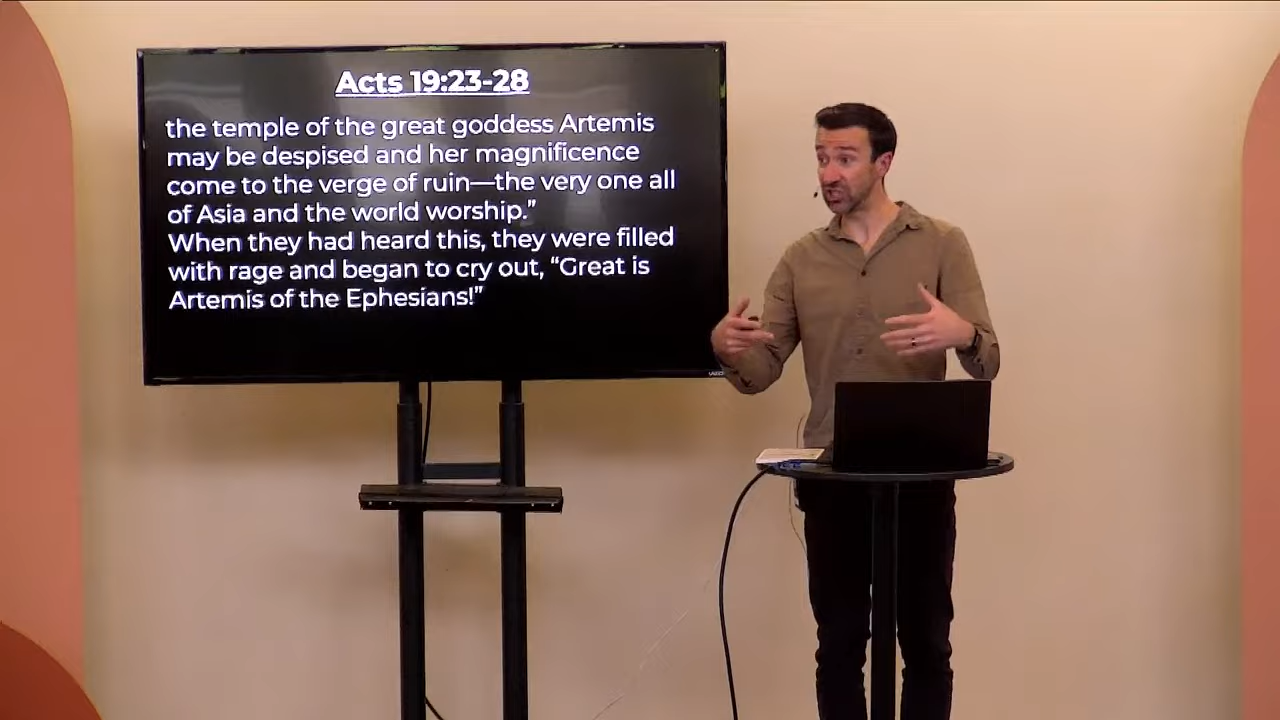 Acts 19:23-28
the temple of the great goddess Artemis
may be despised and her magnificence
come to the verge of ruin—the very one all
of Asia and the world worship.”
When they had heard this, they were filled
with rage and began to cry out, “Great is
Artemis of the Ephesians!”